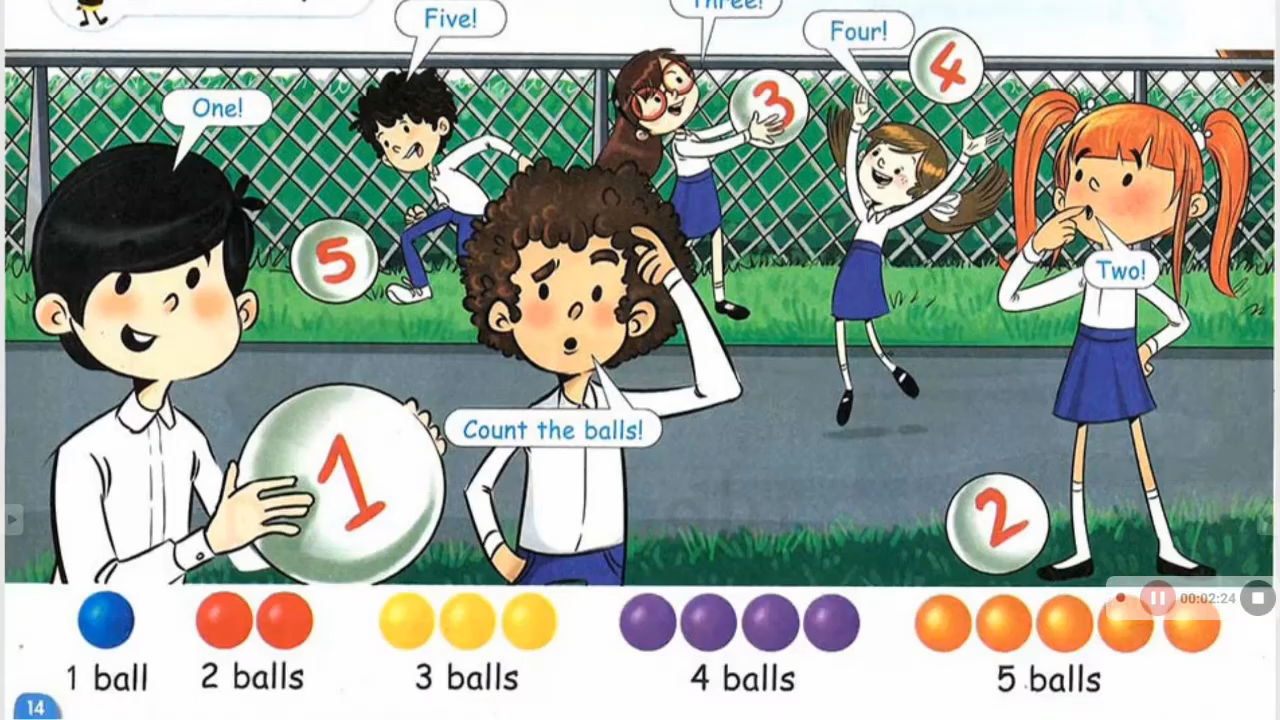 Five!
Three!
Four!
One!
4
3
5
Two!
Count the balls!
1
2
00:02:24
1 ball
2 balls
3 balls
4 balls
5 balls
14